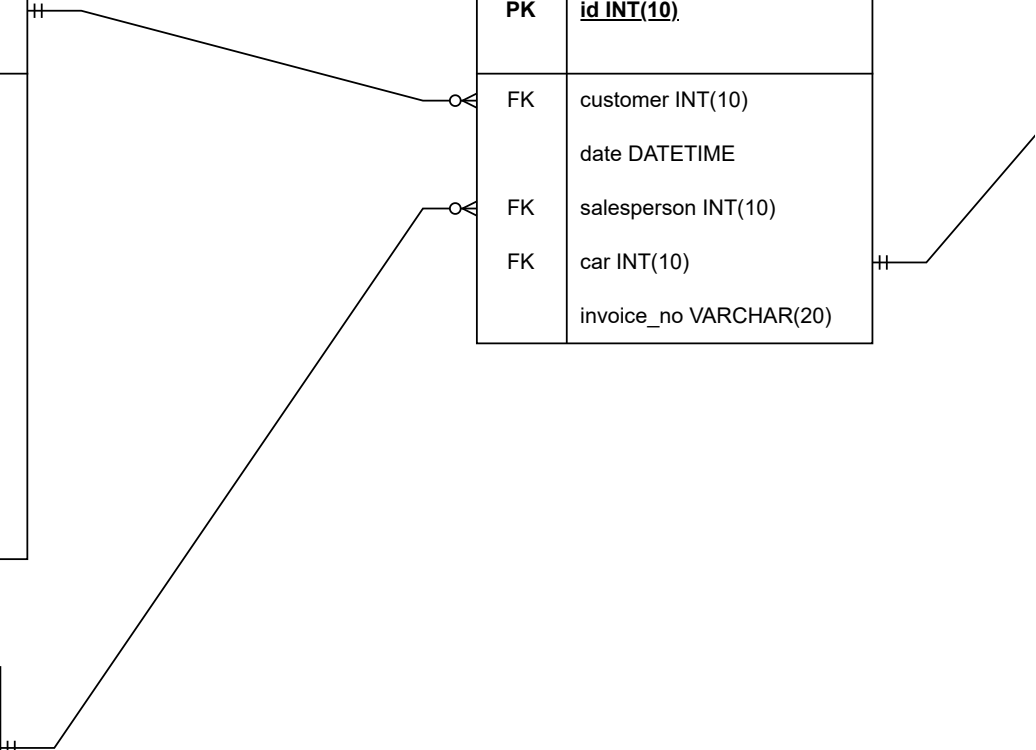 PK id INT(10)
FK customer INT(10)
date DATETIME
FK salesperson INT(10)
FK car INT(10)
invoice_no VARCHAR(20)